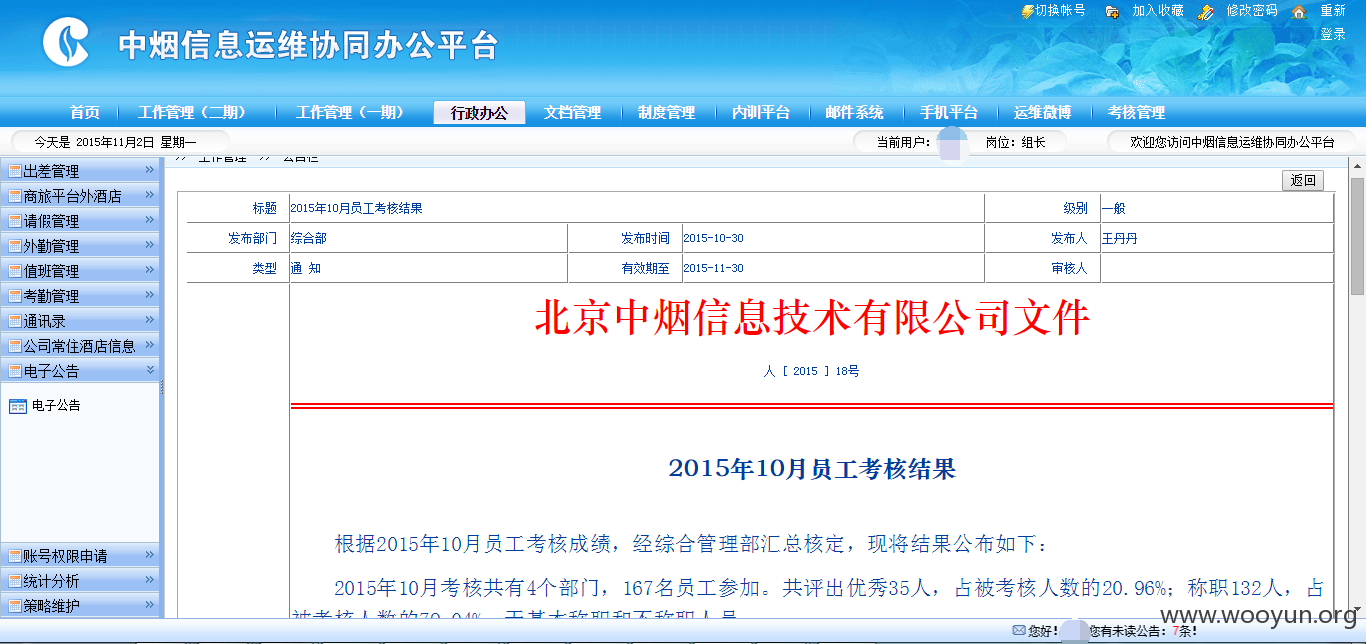 切换帐号 加入收藏 修改密码 重新登录
中烟信息运维协同办公平台
首页 工作管理（二期） 工作管理（一期） 行政办公 文档管理 制度管理 内训平台 邮件系统 手机平台 运维微博 考核管理
今天是 2015年11月2日 星期一 当前用户： 岗位：组长 欢迎您访问中烟信息运维协同办公平台
>> 工作管理 >> 公告栏
返回
出差管理
商旅平台外酒店
请假管理
外勤管理
值班管理
考勤管理
通讯录
公司常住酒店信息
电子公告
电子公告
账号权限申请
统计分析
策略维护
标题 2015年10月员工考核结果 级别 一般
发布部门 综合部 发布时间 2015-10-30 发布人 王丹丹
类型 通 知 有效期至 2015-11-30 审核人
北京中烟信息技术有限公司文件
人 [ 2015 ] 18号
2015年10月员工考核结果
根据2015年10月员工考核成绩，经综合管理部汇总核定，现将结果公布如下：
2015年10月考核共有4个部门，167名员工参加。共评出优秀35人，占被考核人数的20.96%；称职132人，占
被考核人数的79.04%，无基本称职和不称职人员
www.wooyun.org
您好！ 您有未读公告：7条！